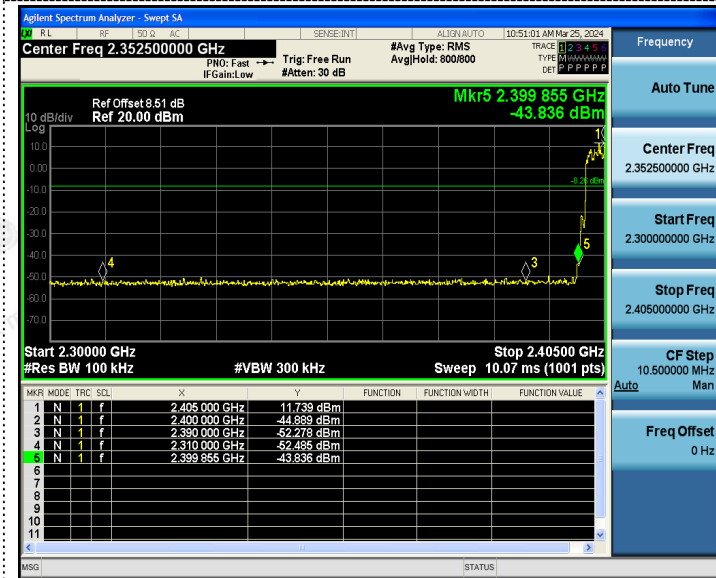 Agilent Spectrum Analyzer - Swept SA
LXI RL RF 50 Ω AC SENSE:INT ALIGN AUTO 10:51:01 AM Mar 25, 2024
Center Freq 2.352500000 GHz
PNO: Fast Trig: Free Run
IFGain:Low #Atten: 30 dB
#Avg Type: RMS
Avg|Hold: 800/800
TRACE 1 2 3 4 5 6
TYPE M
DET P P P P P P
Frequency
Auto Tune
Center Freq
2.352500000 GHz
Start Freq
2.300000000 GHz
Stop Freq
2.405000000 GHz
CF Step
10.500000 MHz
Auto Man
Freq Offset
0 Hz
Ref Offset 8.51 dB
10 dB/div Ref 20.00 dBm
Mkr5 2.399 855 GHz
-43.836 dBm
Log
10.0
0.00
-10.0
-20.0
-30.0
-40.0
-50.0
-60.0
-70.0
1
-8.26 dBm
5
4
3
Start 2.30000 GHz Stop 2.40500 GHz
#Res BW 100 kHz #VBW 300 kHz Sweep 10.07 ms (1001 pts)
MKR MODE TRC SCL X Y FUNCTION FUNCTION WIDTH FUNCTION VALUE
1 N 1 f 2.405 000 GHz 11.739 dBm
2 N 1 f 2.400 000 GHz -44.889 dBm
3 N 1 f 2.390 000 GHz -52.278 dBm
4 N 1 f 2.310 000 GHz -52.485 dBm
5 N 1 f 2.399 855 GHz -43.836 dBm
6
7
8
9
10
11
MSG STATUS